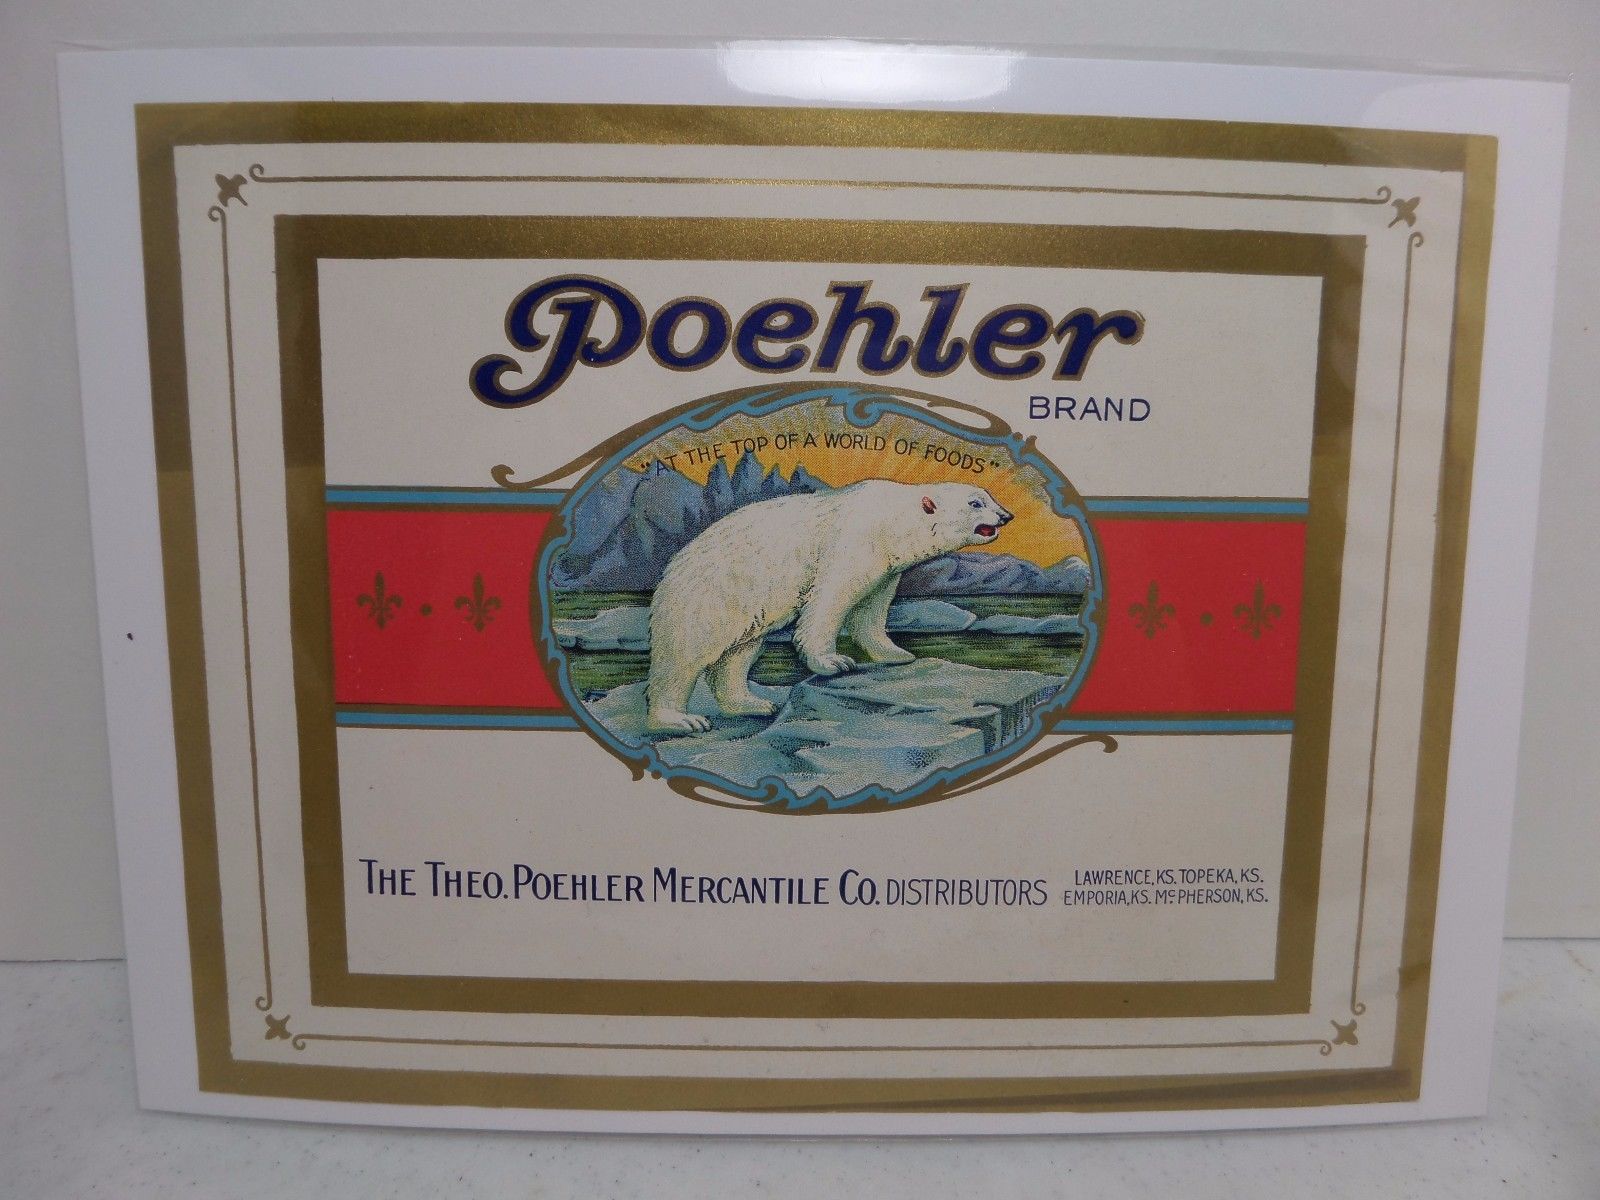 Poehler
BRAND
"AT THE TOP OF A WORLD OF FOODS"
THE THEO. POEHLER MERCANTILE CO. DISTRIBUTORS
LAWRENCE, KS. TOPEKA, KS.
EMPORIA, KS. McPHERSON, KS.